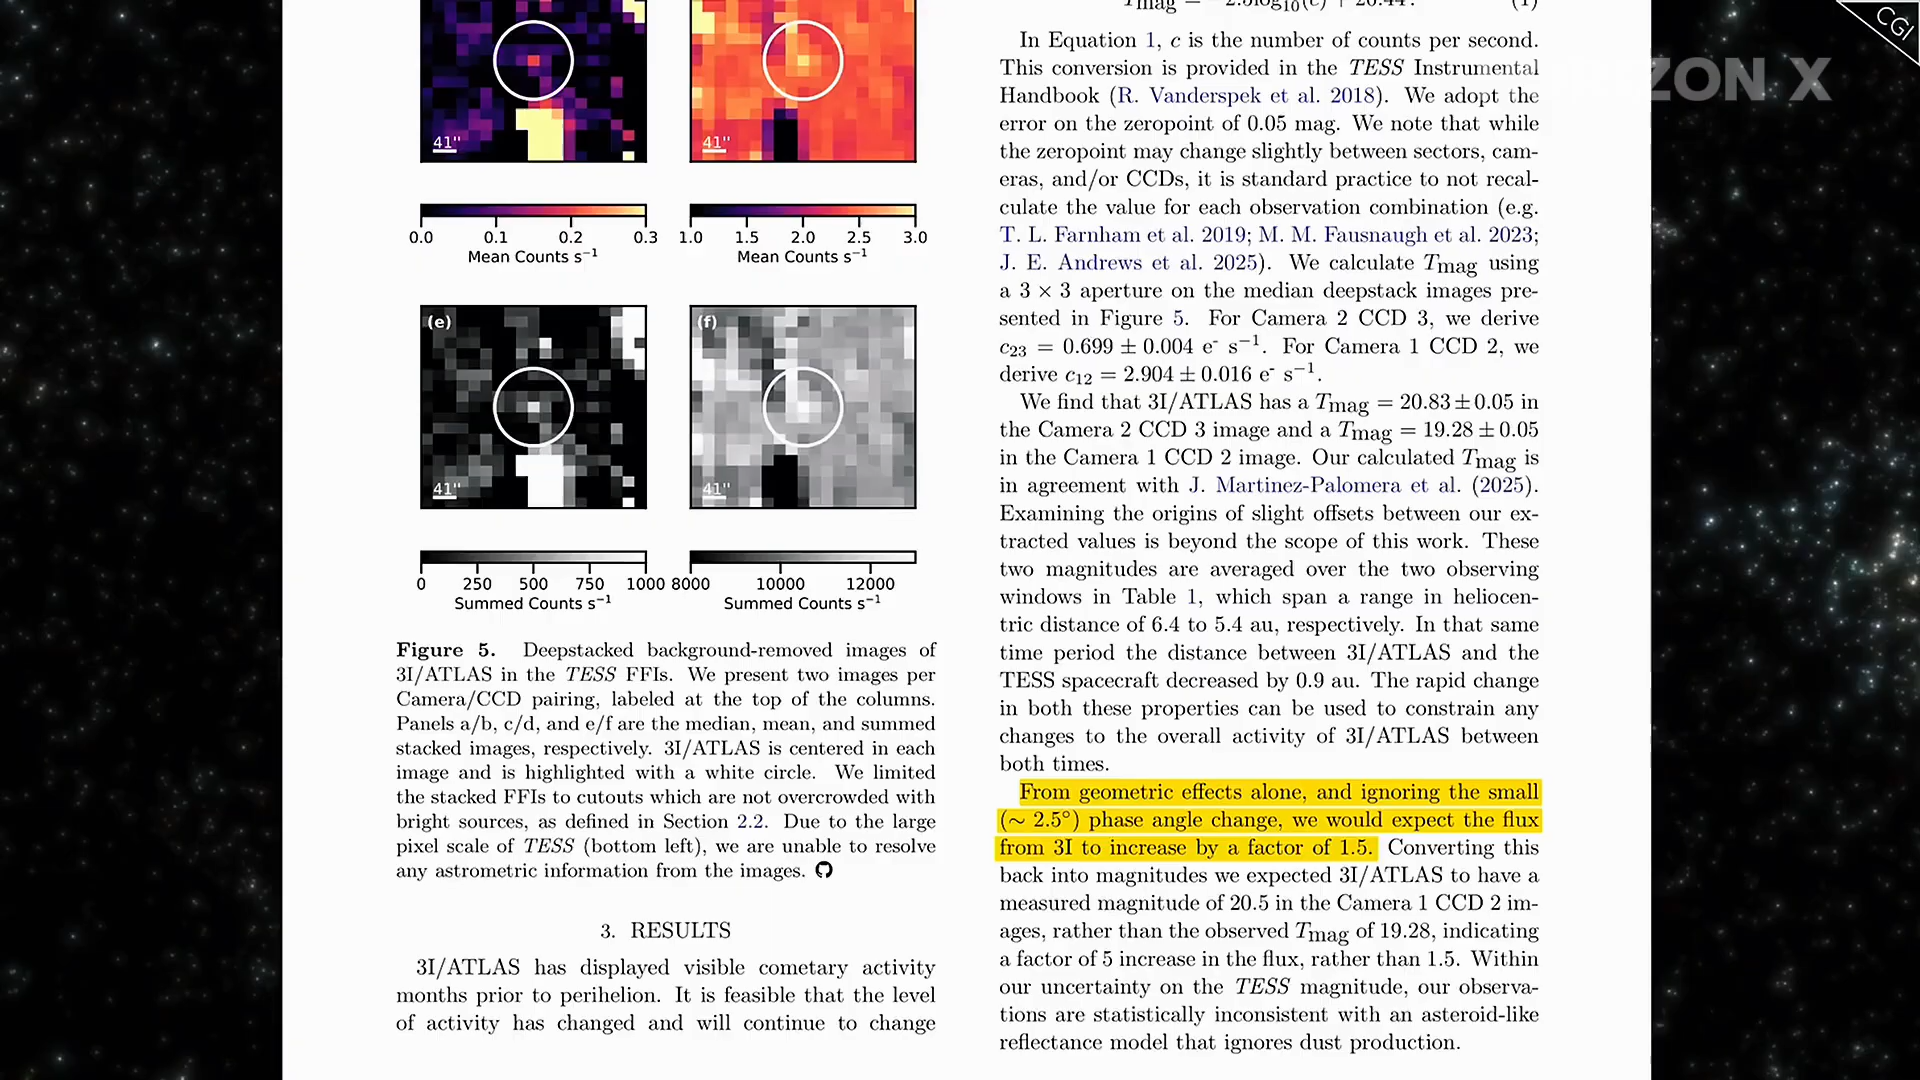 CGI
ZON X
41"
41"
0.0 0.1 0.2 0.3
Mean Counts s⁻¹
1.0 1.5 2.0 2.5 3.0
Mean Counts s⁻¹
(e)
41"
(f)
41"
0 250 500 750 1000
Summed Counts s⁻¹
8000 10000 12000
Summed Counts s⁻¹
Figure 5. Deepstacked background-removed images of
3I/ATLAS in the TESS FFIs. We present two images per
Camera/CCD pairing, labeled at the top of the columns.
Panels a/b, c/d, and e/f are the median, mean, and summed
stacked images, respectively. 3I/ATLAS is centered in each
image and is highlighted with a white circle. We limited
the stacked FFIs to cutouts which are not overcrowded with
bright sources, as defined in Section 2.2. Due to the large
pixel scale of TESS (bottom left), we are unable to resolve
any astrometric information from the images.
3. RESULTS
3I/ATLAS has displayed visible cometary activity
months prior to perihelion. It is feasible that the level
of activity has changed and will continue to change
(1)
In Equation 1, c is the number of counts per second.
This conversion is provided in the TESS Instrumental
Handbook (R. Vanderspek et al. 2018). We adopt the
error on the zeropoint of 0.05 mag. We note that while
the zeropoint may change slightly between sectors, cam-
eras, and/or CCDs, it is standard practice to not recal-
culate the value for each observation combination (e.g.
T. L. Farnham et al. 2019; M. M. Fausnaugh et al. 2023;
J. E. Andrews et al. 2025). We calculate Tmag using
a 3 × 3 aperture on the median deepstack images pre-
sented in Figure 5. For Camera 2 CCD 3, we derive
c₂₃ = 0.699 ± 0.004 e⁻ s⁻¹. For Camera 1 CCD 2, we
derive c₁₂ = 2.904 ± 0.016 e⁻ s⁻¹.
We find that 3I/ATLAS has a Tmag = 20.83 ± 0.05 in
the Camera 2 CCD 3 image and a Tmag = 19.28 ± 0.05
in the Camera 1 CCD 2 image. Our calculated Tmag is
in agreement with J. Martinez-Palomera et al. (2025).
Examining the origins of slight offsets between our ex-
tracted values is beyond the scope of this work. These
two magnitudes are averaged over the two observing
windows in Table 1, which span a range in heliocen-
tric distance of 6.4 to 5.4 au, respectively. In that same
time period the distance between 3I/ATLAS and the
TESS spacecraft decreased by 0.9 au. The rapid change
in both these properties can be used to constrain any
changes to the overall activity of 3I/ATLAS between
both times.
From geometric effects alone, and ignoring the small
(∼ 2.5°) phase angle change, we would expect the flux
from 3I to increase by a factor of 1.5. Converting this
back into magnitudes we expected 3I/ATLAS to have a
measured magnitude of 20.5 in the Camera 1 CCD 2 im-
ages, rather than the observed Tmag of 19.28, indicating
a factor of 5 increase in the flux, rather than 1.5. Within
our uncertainty on the TESS magnitude, our observa-
tions are statistically inconsistent with an asteroid-like
reflectance model that ignores dust production.